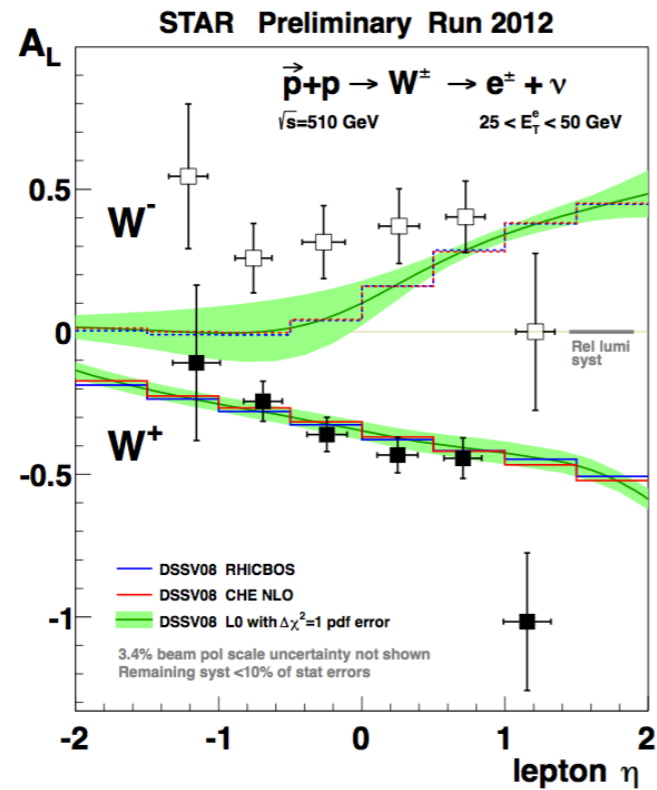 STAR Preliminary Run 2012
A_L
p+p → W± → e± + ν
√s=510 GeV 25 < E_T^e < 50 GeV
0.5
W-
0
Rel lumi
syst
W+
-0.5
DSSV08 RHICBOS
DSSV08 CHE NLO
DSSV08 L0 with Δχ²=1 pdf error
-1
3.4% beam pol scale uncertainty not shown
Remaining syst <10% of stat errors
-2 -1 0 1 2
lepton η